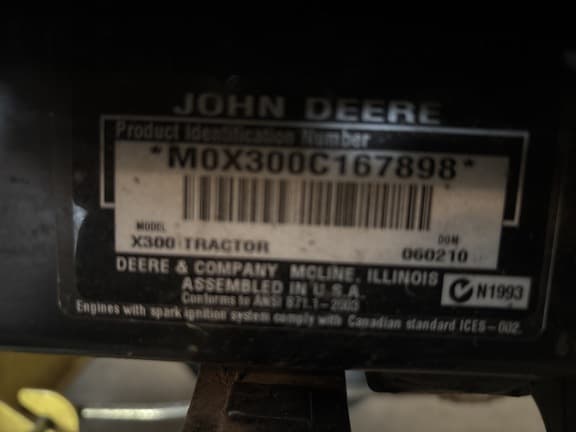 JOHN DEERE
Product Identification Number
*M0X300C167898*
MODEL DOM
X300 TRACTOR 060210
DEERE & COMPANY MOLINE, ILLINOIS
ASSEMBLED IN U.S.A.
N1993
Conforms to ANSI B71.1-2003
Engines with spark ignition system comply with Canadian standard ICES-002.